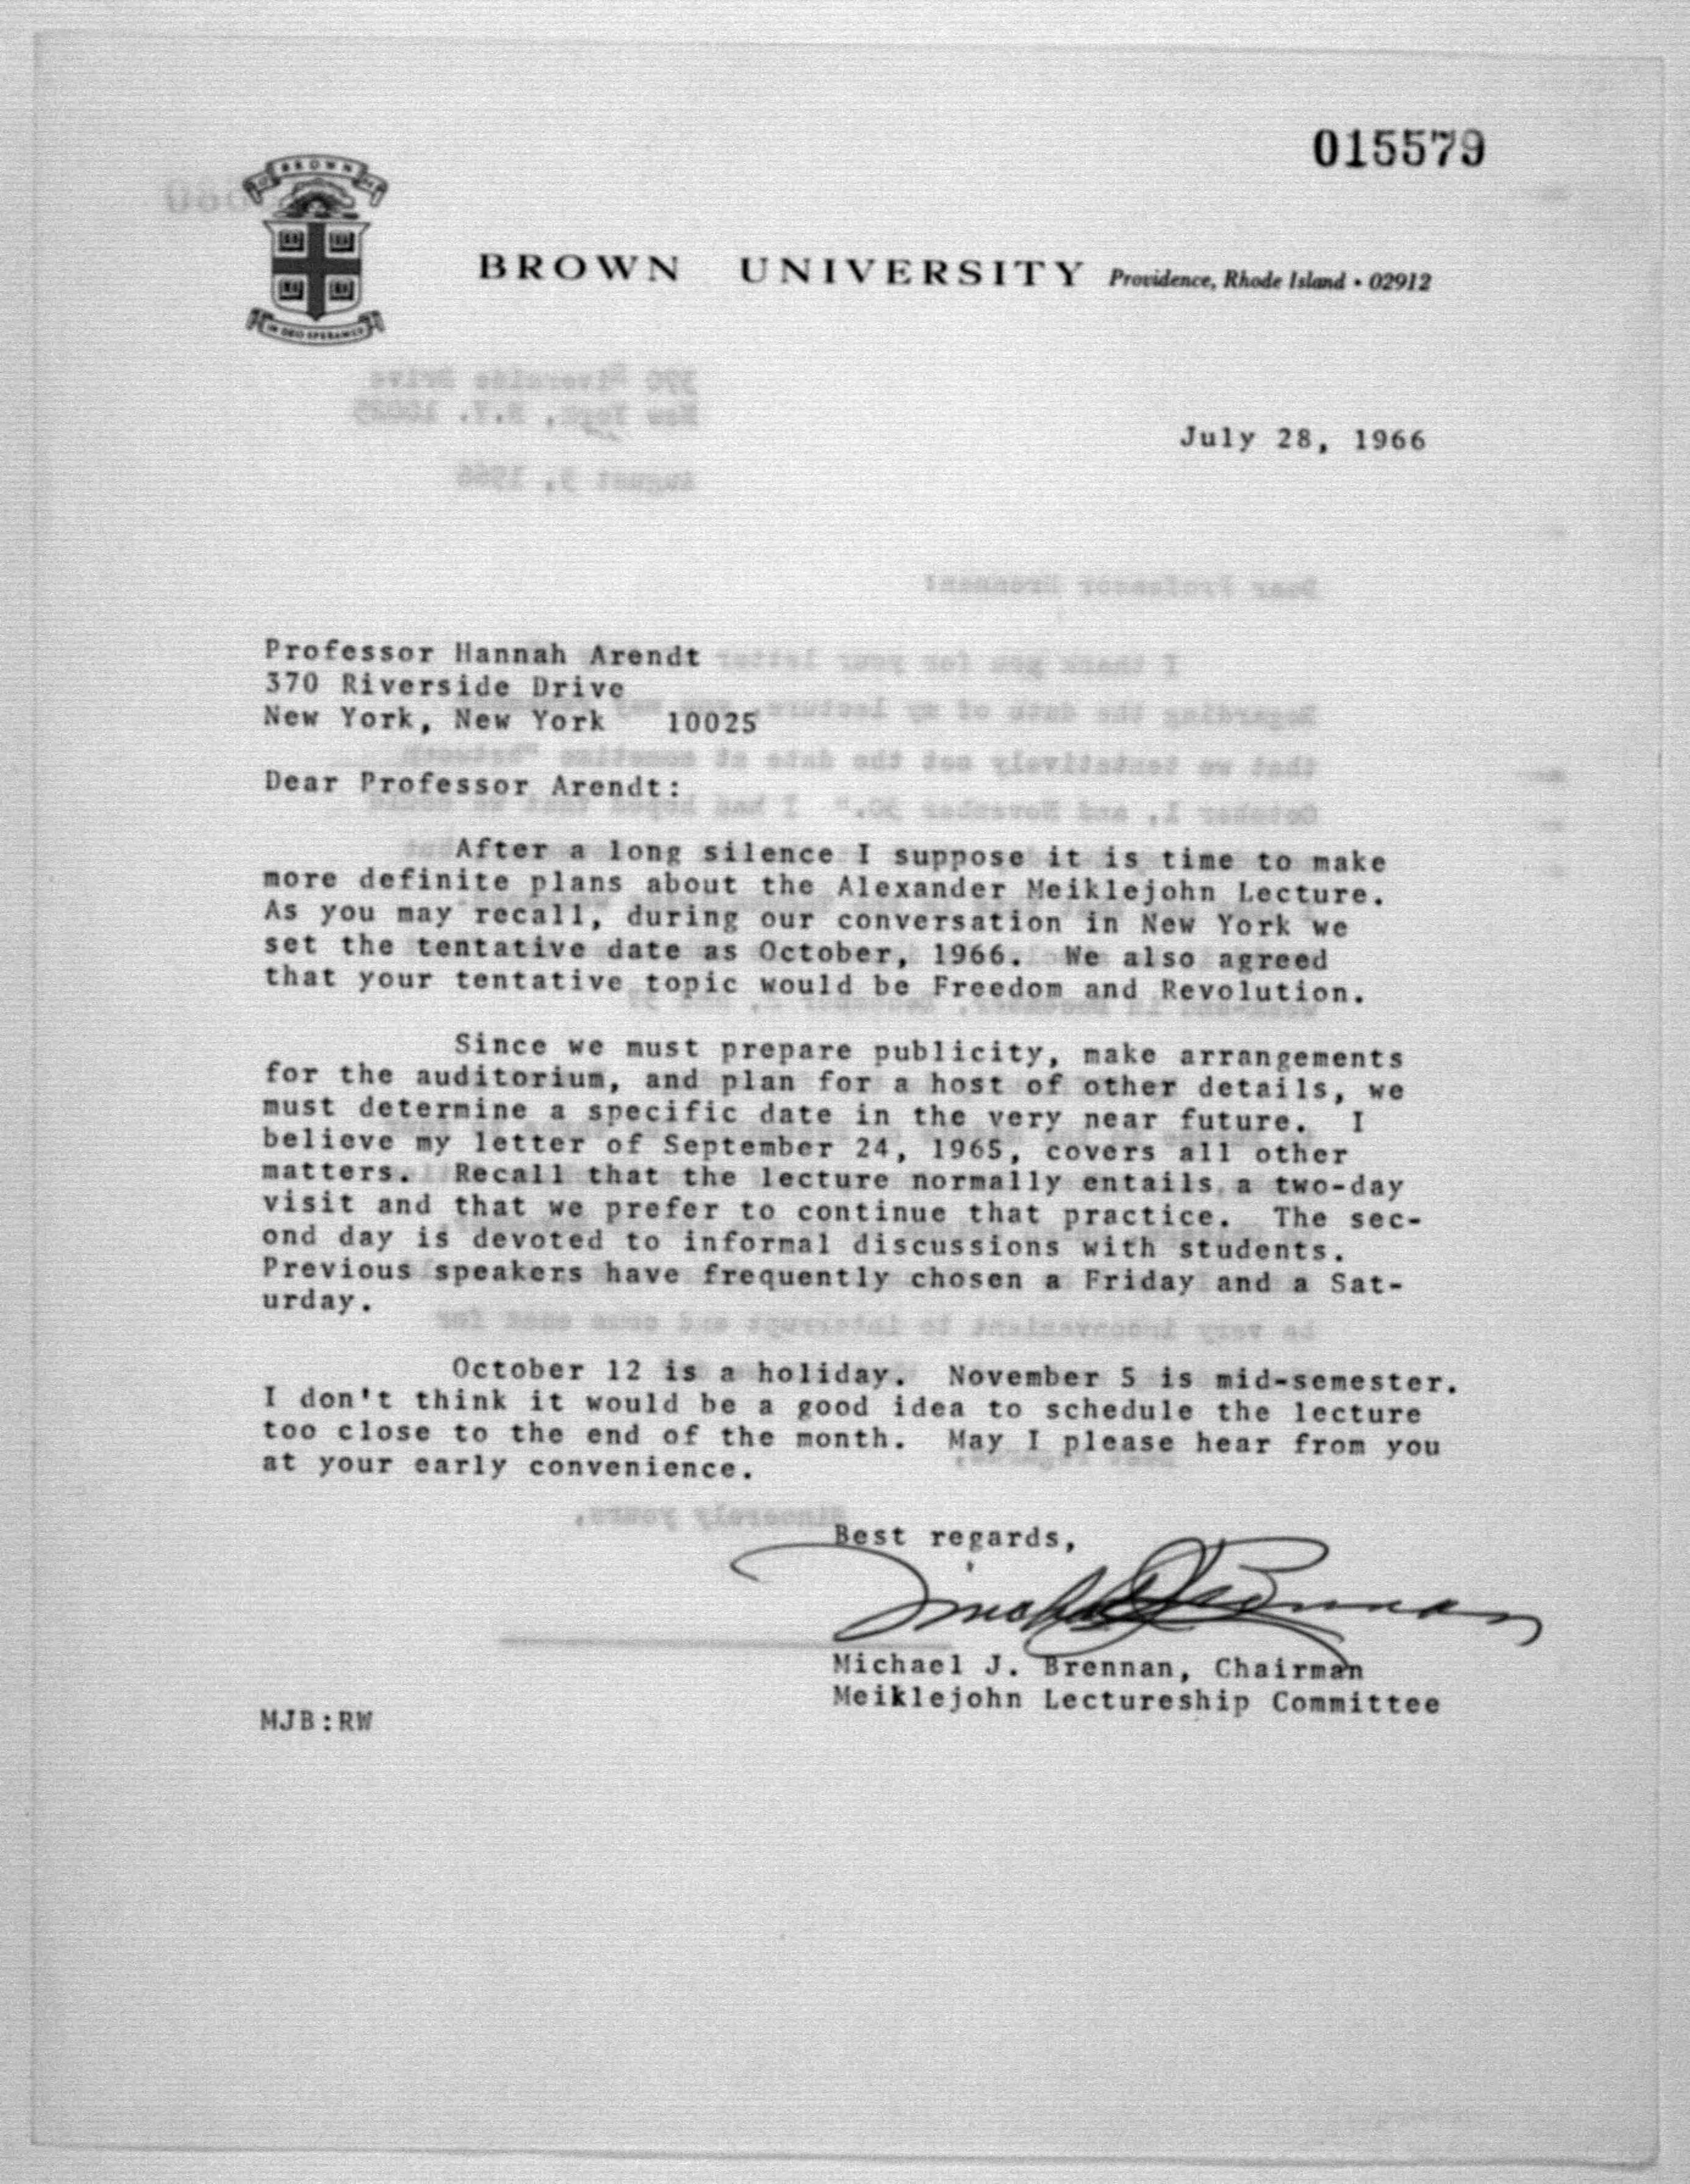 015579
BROWN
IN DEO SPERAMUS
BROWN UNIVERSITY Providence, Rhode Island • 02912
July 28, 1966
Professor Hannah Arendt
370 Riverside Drive
New York, New York 10025
Dear Professor Arendt:
After a long silence I suppose it is time to make
more definite plans about the Alexander Meiklejohn Lecture.
As you may recall, during our conversation in New York we
set the tentative date as October, 1966. We also agreed
that your tentative topic would be Freedom and Revolution.
Since we must prepare publicity, make arrangements
for the auditorium, and plan for a host of other details, we
must determine a specific date in the very near future. I
believe my letter of September 24, 1965, covers all other
matters. Recall that the lecture normally entails a two-day
visit and that we prefer to continue that practice. The sec-
ond day is devoted to informal discussions with students.
Previous speakers have frequently chosen a Friday and a Sat-
urday.
October 12 is a holiday. November 5 is mid-semester.
I don't think it would be a good idea to schedule the lecture
too close to the end of the month. May I please hear from you
at your early convenience.
Best regards,
Michael J. Brennan
Michael J. Brennan, Chairman
Meiklejohn Lectureship Committee
MJB:RW